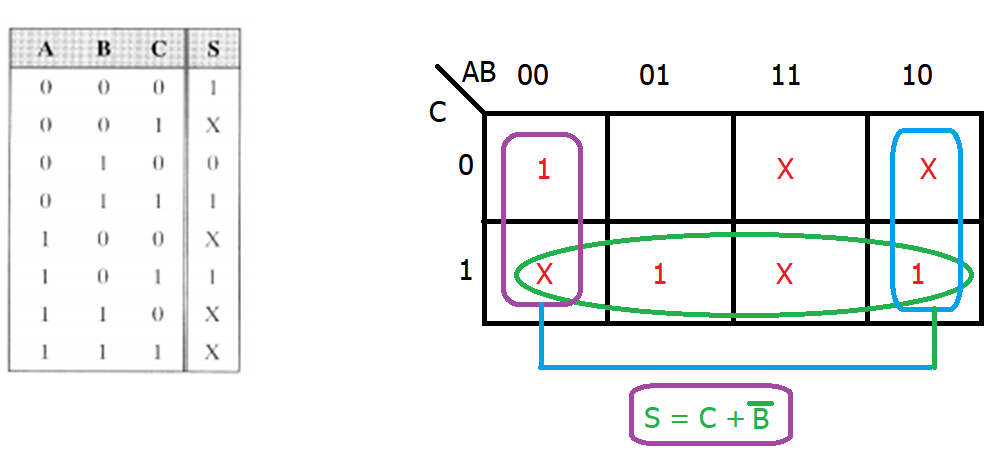 A B C S
0 0 0 1
0 0 1 X
0 1 0 0
0 1 1 1
1 0 0 X
1 0 1 1
1 1 0 X
1 1 1 X
AB 00 01 11 10
C
0 1 X X
1 X 1 X 1
S = C + B̅